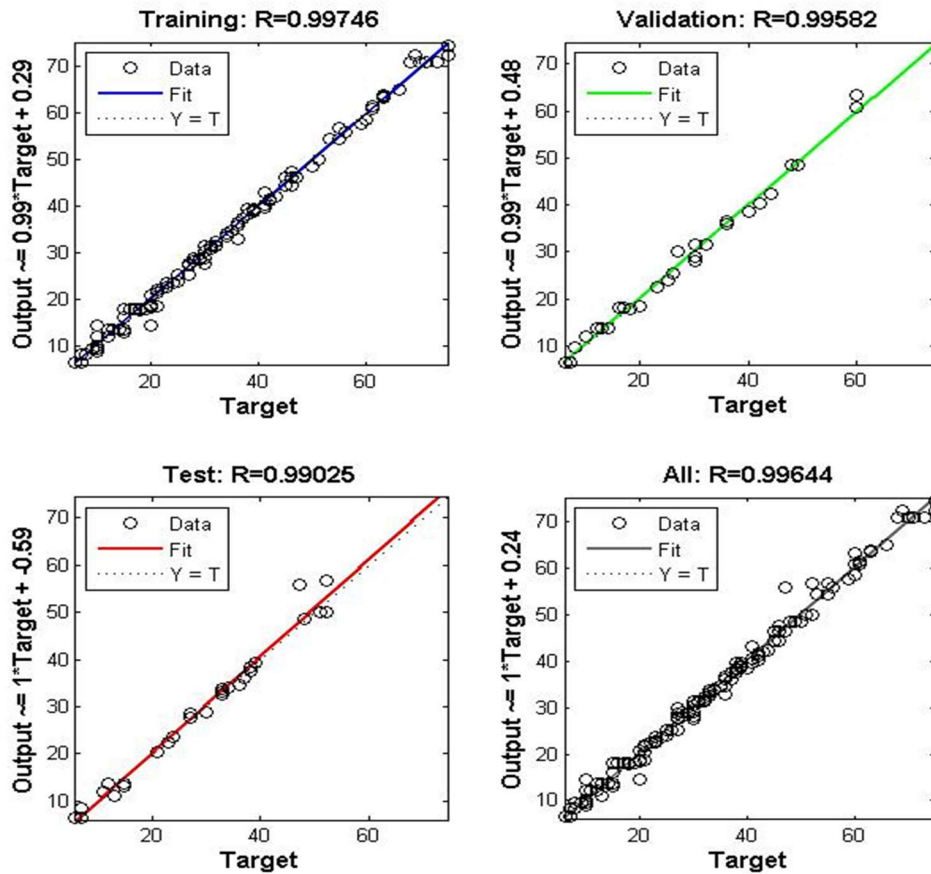 Training: R=0.99746
Output ~= 0.99*Target + 0.29
70
60
50
40
30
20
10
Data
Fit
Y = T
20
40
60
Target
Validation: R=0.99582
Output ~= 0.99*Target + 0.48
70
60
50
40
30
20
10
Data
Fit
Y = T
20
40
60
Target
Test: R=0.99025
Output ~= 1*Target + -0.59
70
60
50
40
30
20
10
Data
Fit
Y = T
20
40
60
Target
All: R=0.99644
Output ~= 1*Target + 0.24
70
60
50
40
30
20
10
Data
Fit
Y = T
20
40
60
Target